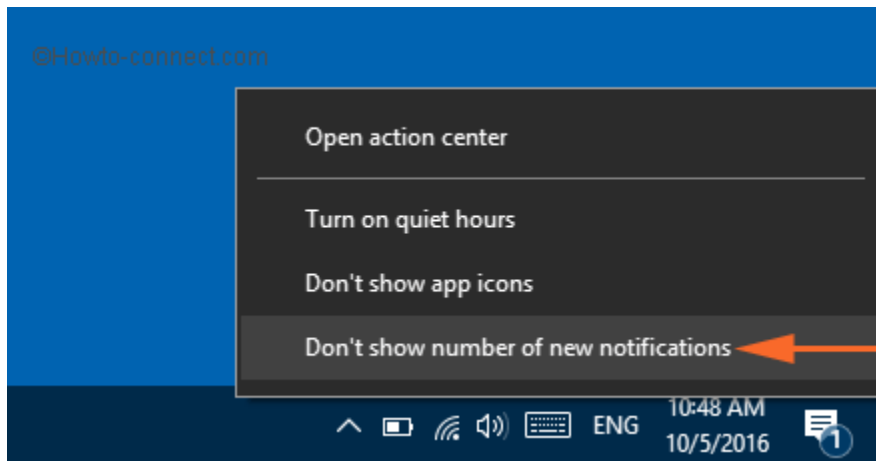 @Howto-connect.com
Open action center
Turn on quiet hours
Don't show app icons
Don't show number of new notifications
ENG
10:48 AM
10/5/2016
1